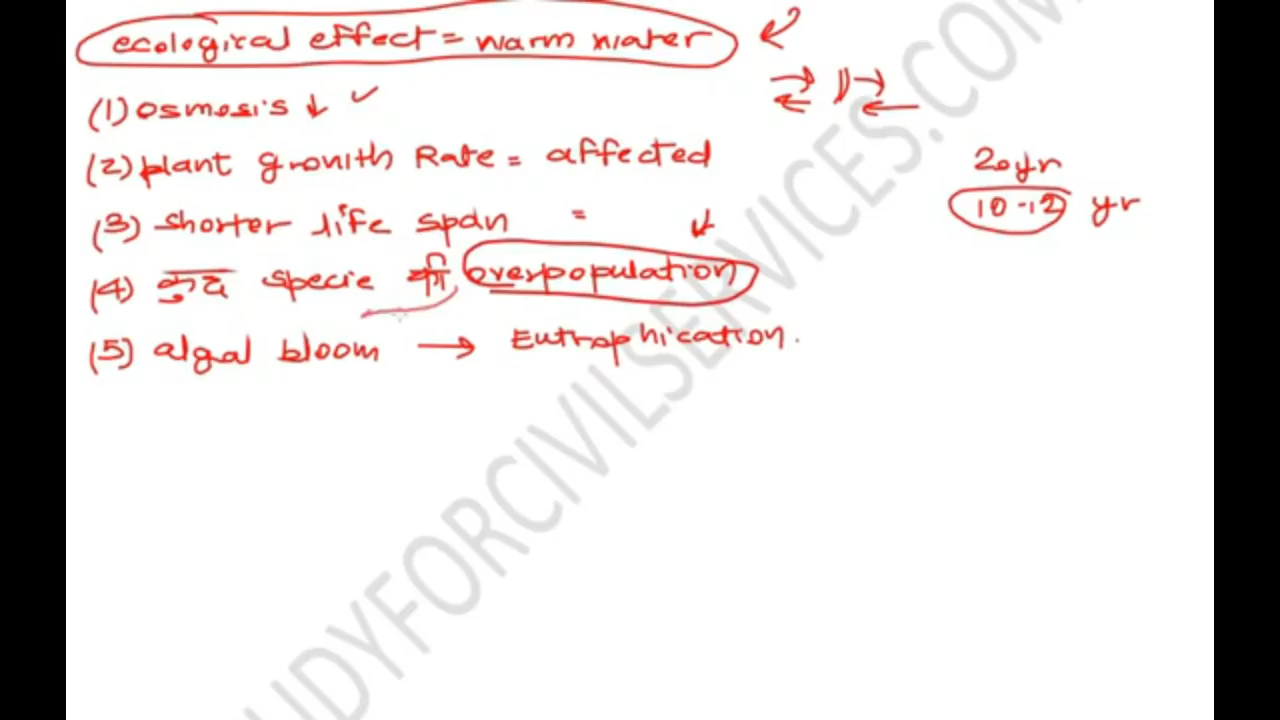 ecological effect = warm water
(1) osmosis ↓ ✓
(2) plant growth Rate = affected
20 yr
10-12 yr
(3) shorter life span =
(4) कुछ specie की overpopulation
(5) algal bloom → Eutrophication.
UDYFORCIVILSERVICES.COM